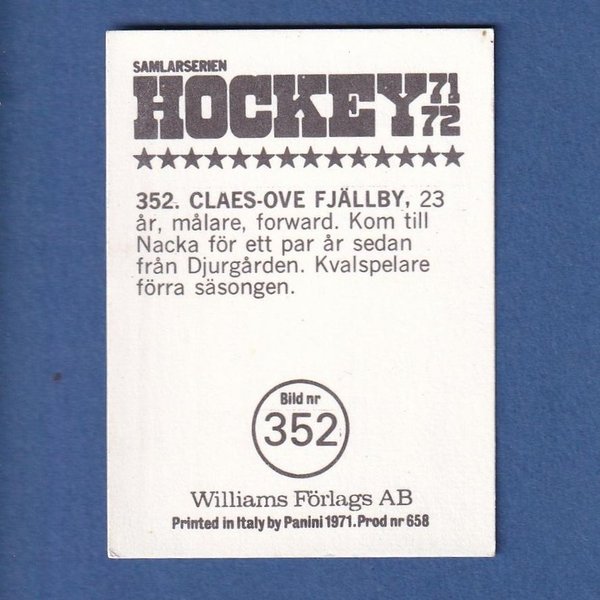 SAMLARSERIEN
HOCKEY 71 72
352. CLAES-OVE FJÄLLBY, 23
år, målare, forward. Kom till
Nacka för ett par år sedan
från Djurgården. Kvalspelare
förra säsongen.
Bild nr
352
Williams Förlags AB
Printed in Italy by Panini 1971. Prod nr 658